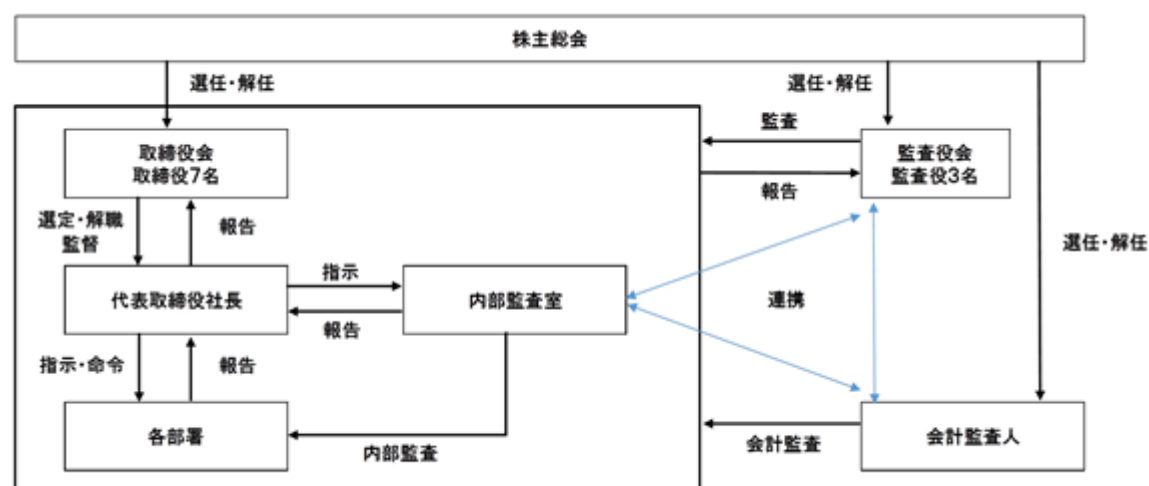 株主総会
選任・解任
選任・解任
監査
取締役会
取締役7名
監査役会
監査役3名
報告
選定・解職
監督
報告
選任・解任
指示
代表取締役社長
内部監査室
連携
報告
指示・命令
報告
各部署
内部監査
会計監査
会計監査人